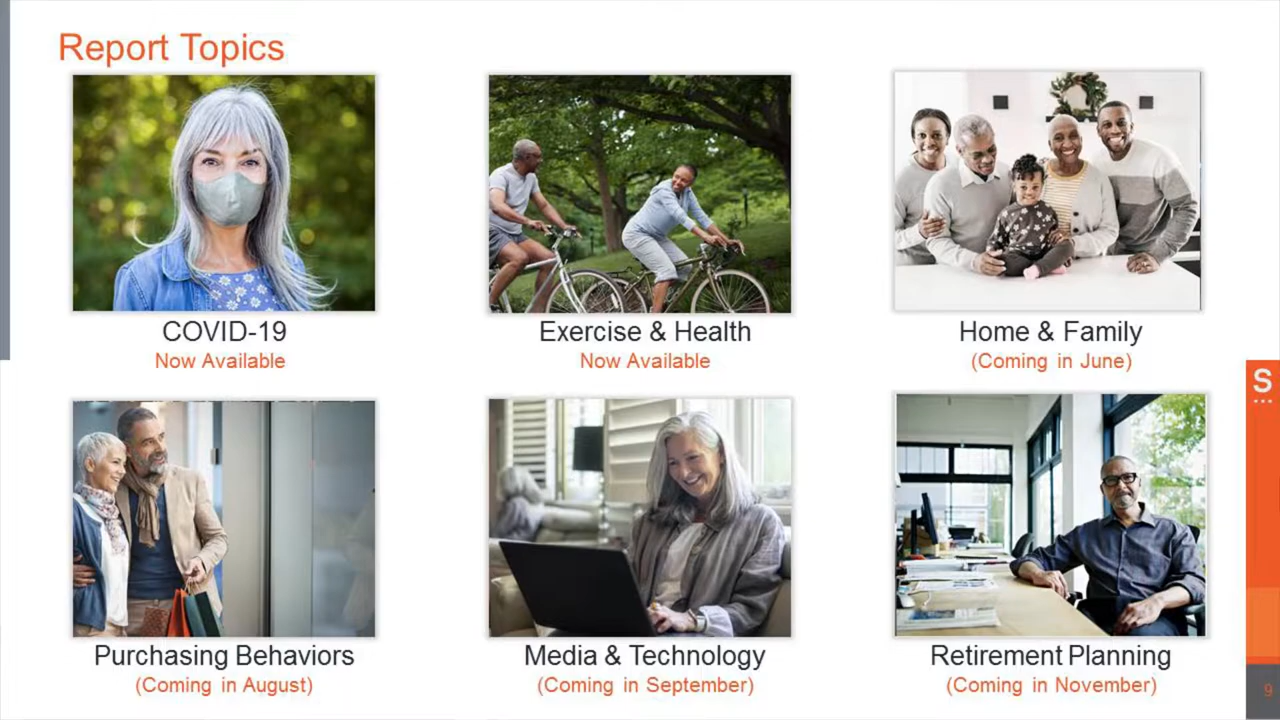 Report Topics
COVID-19
Now Available
Exercise & Health
Now Available
Home & Family
(Coming in June)
S
Purchasing Behaviors
(Coming in August)
Media & Technology
(Coming in September)
Retirement Planning
(Coming in November)
9